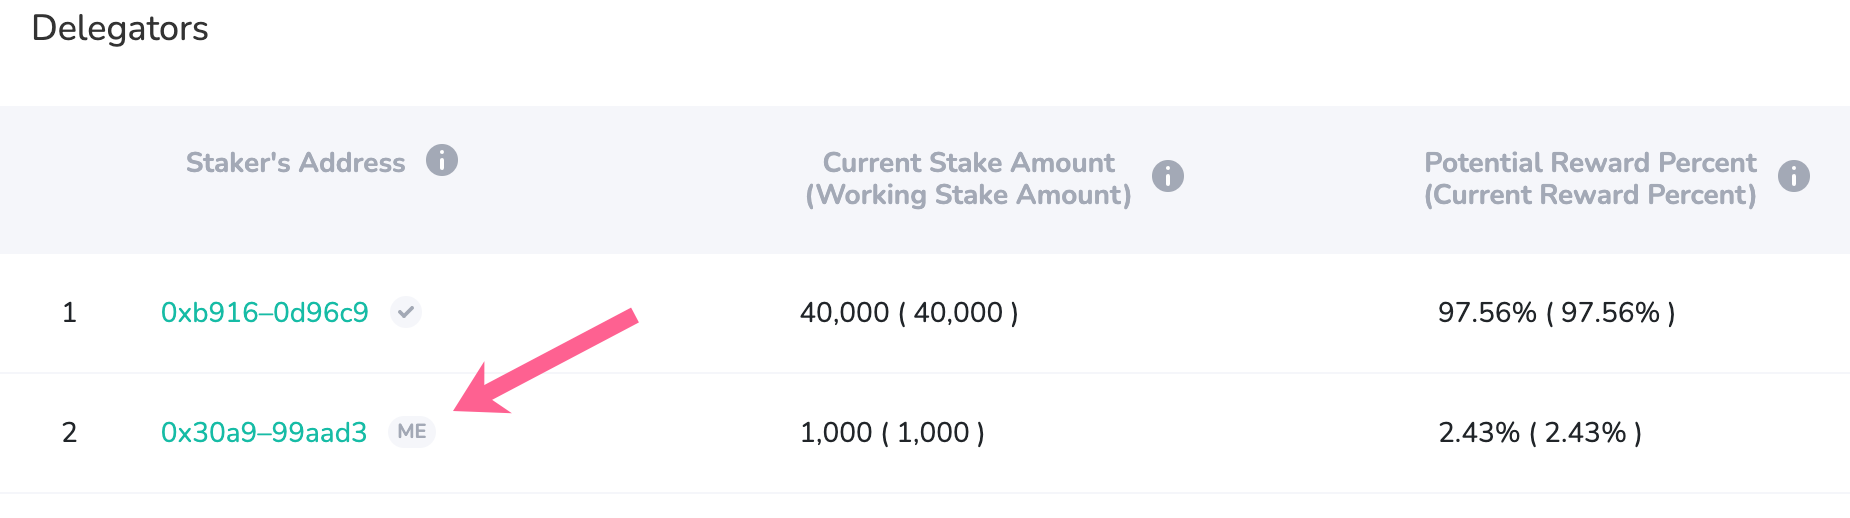 Delegators
Staker's Address
Current Stake Amount
(Working Stake Amount)
Potential Reward Percent
(Current Reward Percent)
1 0xb916–0d96c9 40,000 ( 40,000 ) 97.56% ( 97.56% )
2 0x30a9–99aad3 ME 1,000 ( 1,000 ) 2.43% ( 2.43% )